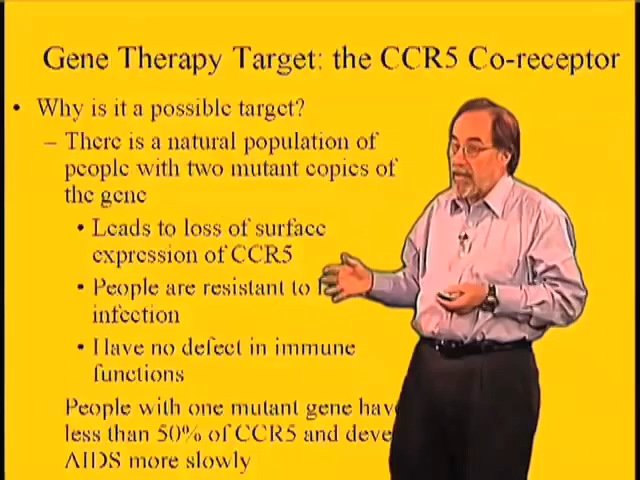 Gene Therapy Target: the CCR5 Co-receptor
• Why is it a possible target?
– There is a natural population of
people with two mutant copies of
the gene
• Leads to loss of surface
expression of CCR5
• People are resistant to
infection
• Have no defect in immune
functions
People with one mutant gene have
less than 50% of CCR5 and deve
AIDS more slowly